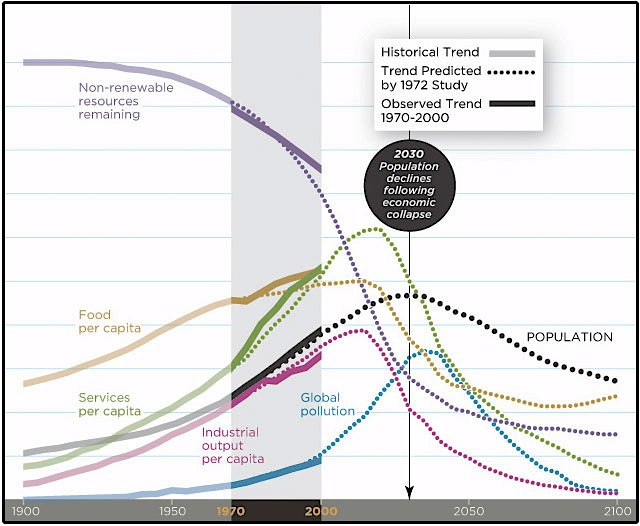 Historical Trend
Trend Predicted
by 1972 Study
Observed Trend
1970-2000
Non-renewable
resources
remaining
2030
Population
declines
following
economic
collapse
Food
per capita
POPULATION
Services
per capita
Global
pollution
Industrial
output
per capita
1900 1950 1970 2000 2050 2100